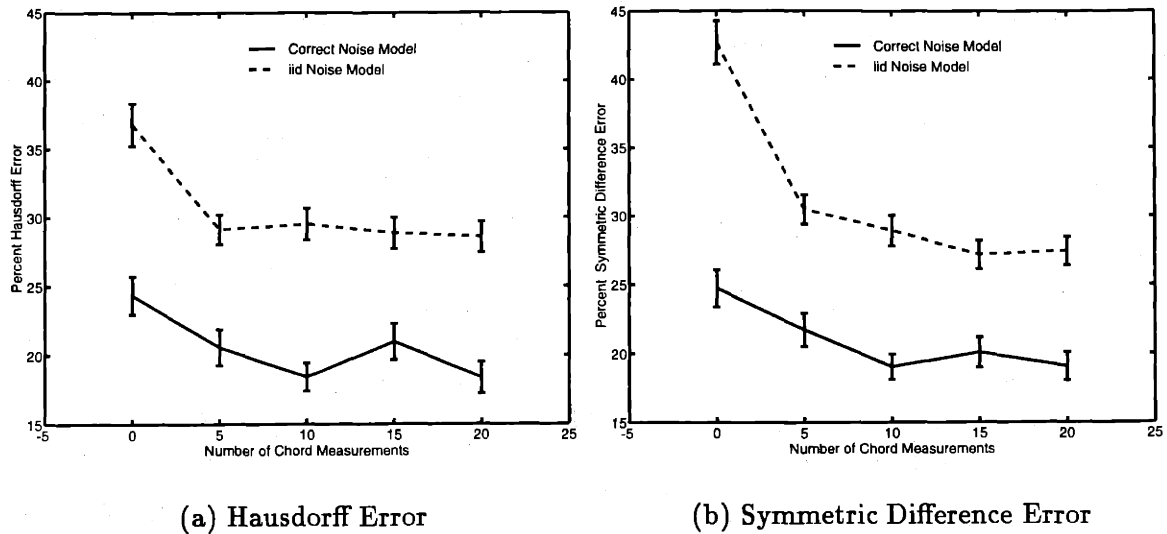 45
40
35
30
25
20
15
-5
0
5
10
15
20
25
Percent Hausdorff Error
Number of Chord Measurements
Correct Noise Model
iid Noise Model
(a) Hausdorff Error
45
40
35
30
25
20
15
-5
0
5
10
15
20
25
Percent Symmetric Difference Error
Number of Chord Measurements
Correct Noise Model
iid Noise Model
(b) Symmetric Difference Error